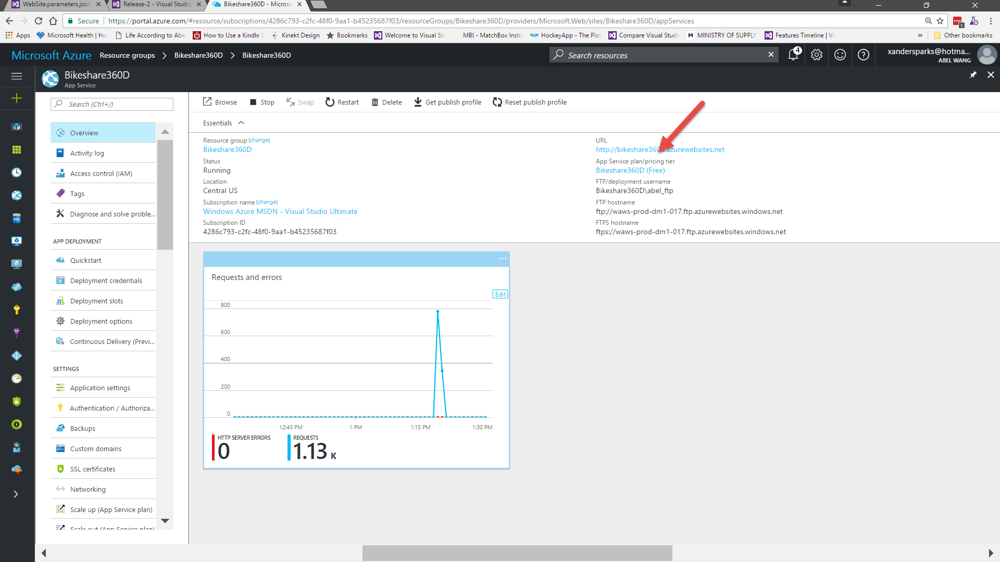 WebSite.parameters.json
Release-2 - Visual Studio
Bikeshare360D - Microso
Secure
https://portal.azure.com/#resource/subscriptions/4286c793-c2fc-48f0-9aa1-b45235687f03/resourceGroups/Bikeshare360D/providers/Microsoft.Web/sites/Bikeshare360D/appServices
1
Apps
Microsoft Health | Ho
Life According to Abe
How to Use a Kindle D
Kinekt Design
Bookmarks
Welcome to Visual Stu
MBI - MatchBox Instru
HockeyApp - The Plat
Compare Visual Studio
M MINISTRY OF SUPPLY
Features Timeline | Vis
»
Other bookmarks
Microsoft Azure
Resource groups
Bikeshare360D
Bikeshare360D
Search resources
4
xandersparks@hotma...
ABEL WANG
Bikeshare360D
App Service
Search (Ctrl+/)
Browse
Stop
Swap
Restart
Delete
Get publish profile
Reset publish profile
Overview
Activity log
Access control (IAM)
Tags
Diagnose and solve proble...
APP DEPLOYMENT
Quickstart
Deployment credentials
Deployment slots
Deployment options
Continuous Delivery (Previ...
SETTINGS
Application settings
Authentication / Authoriza...
Backups
Custom domains
SSL certificates
Networking
Scale up (App Service plan)
Scale out (App Service plan)
SQL
Essentials
Resource group (change)
Bikeshare360D
Status
Running
Location
Central US
Subscription name (change)
Windows Azure MSDN - Visual Studio Ultimate
Subscription ID
4286c793-c2fc-48f0-9aa1-b45235687f03
URL
http://bikeshare360d.azurewebsites.net
App Service plan/pricing tier
Bikeshare360D (Free)
FTP/deployment username
Bikeshare360D\abel_ftp
FTP hostname
ftp://waws-prod-dm1-017.ftp.azurewebsites.windows.net
FTPS hostname
ftps://waws-prod-dm1-017.ftp.azurewebsites.windows.net
Requests and errors
Edit
800
600
400
200
0
12:45 PM
1 PM
1:15 PM
1:30 PM
HTTP SERVER ERRORS
0
REQUESTS
1.13 K